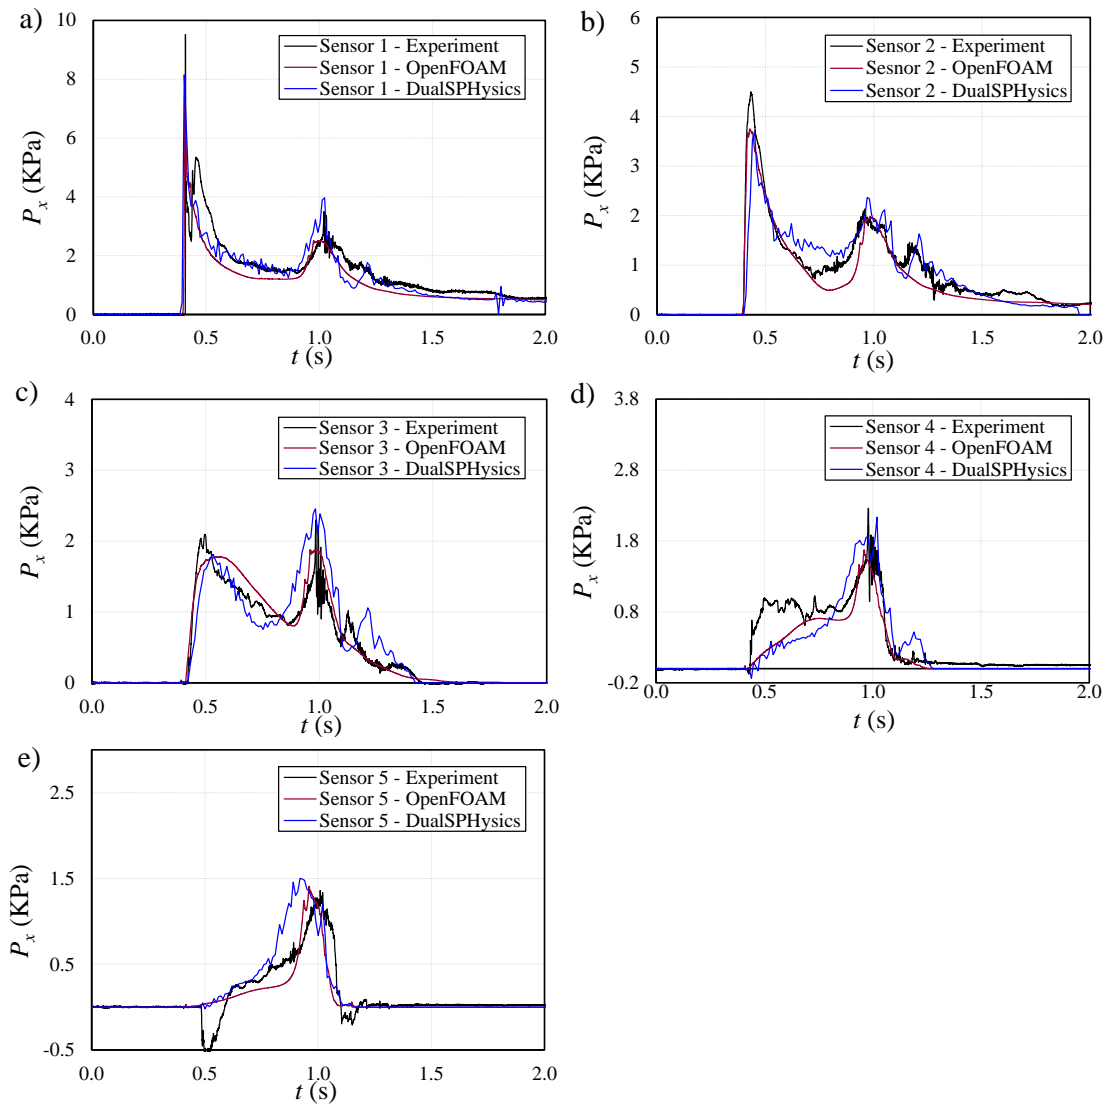 a)
10
8
6
4
2
0
P_x (KPa)
Sensor 1 - Experiment
Sensor 1 - OpenFOAM
Sensor 1 - DualSPHysics
0.0 0.5 1.0 1.5 2.0
t (s)
b)
6
5
4
3
2
1
0
P_x (KPa)
Sensor 2 - Experiment
Sesnor 2 - OpenFOAM
Sensor 2 - DualSPHysics
0.0 0.5 1.0 1.5 2.0
t (s)
c)
4
3
2
1
0
P_x (KPa)
Sensor 3 - Experiment
Sensor 3 - OpenFOAM
Sensor 3 - DualSPHysics
0.0 0.5 1.0 1.5 2.0
t (s)
d)
3.8
2.8
1.8
0.8
-0.2
P_x (KPa)
Sensor 4 - Experiment
Sensor 4 - OpenFOAM
Sensor 4 - DualSPHysics
0.0 0.5 1.0 1.5 2.0
t (s)
e)
2.5
1.5
0.5
-0.5
P_x (KPa)
Sensor 5 - Experiment
Sensor 5 - OpenFOAM
Sensor 5 - DualSPHysics
0.0 0.5 1.0 1.5 2.0
t (s)